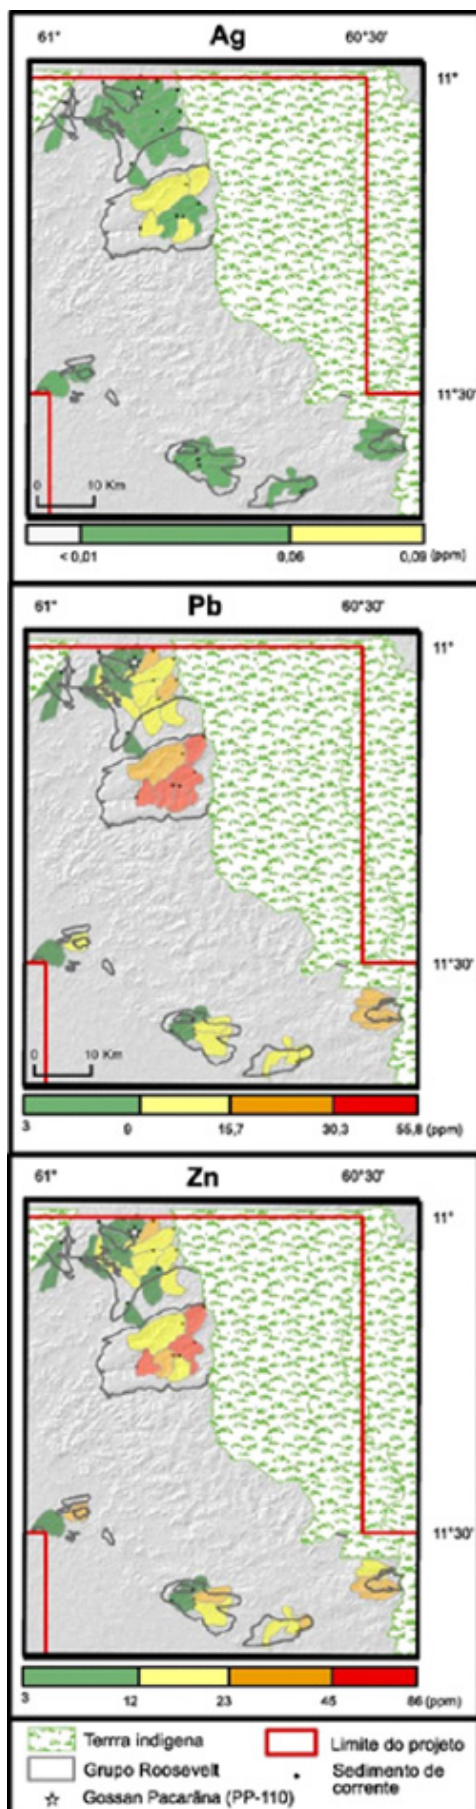 Ag
61°
60°30'
11°
11°30'
0
10 Km
< 0,01
0,06
0,09 (ppm)
Pb
61°
60°30'
11°
11°30'
0
10 Km
3
9
15,7
30,3
55,8 (ppm)
Zn
61°
60°30'
11°
11°30'
3
12
23
45
86 (ppm)
Terrra indígena
Limite do projeto
Grupo Roosevelt
Sedimento de
corrente
Gossan Pacarâna (PP-110)